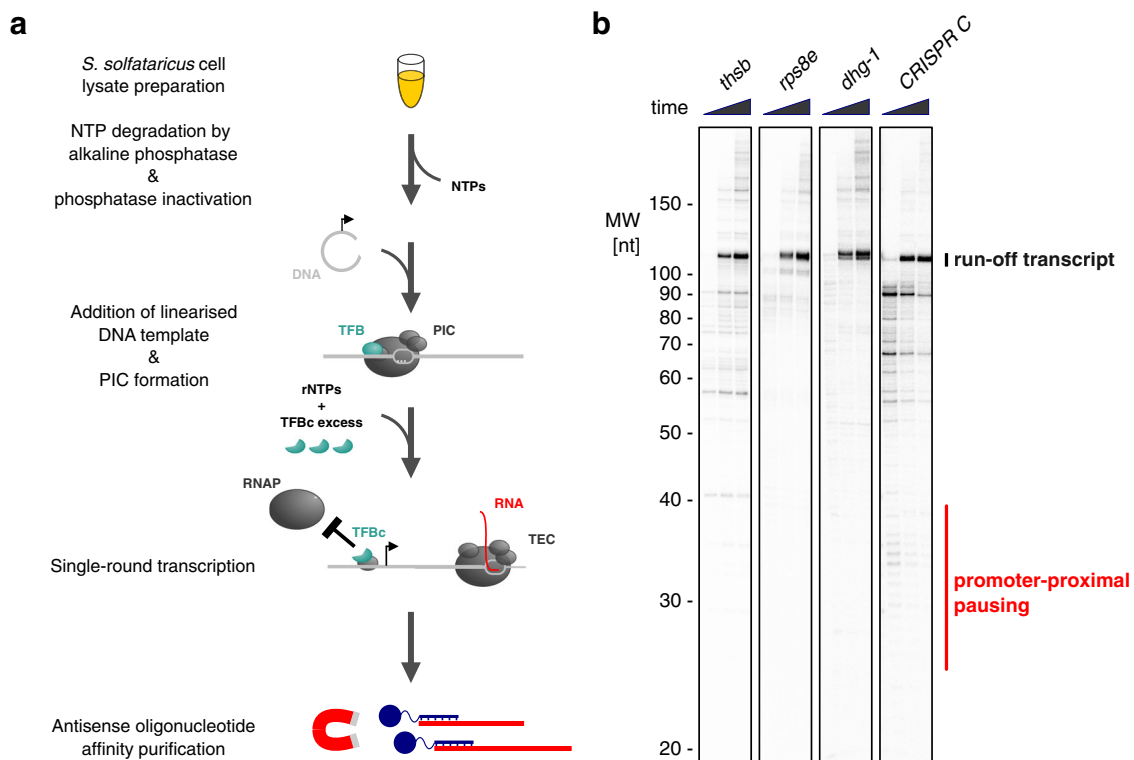 a
S. solfataricus cell
lysate preparation
NTP degradation by
alkaline phosphatase
&
phosphatase inactivation
NTPs
DNA
Addition of linearised
DNA template
&
PIC formation
TFB
PIC
rNTPs
+
TFBc excess
RNAP
TFBc
RNA
TEC
Single-round transcription
Antisense oligonucleotide
affinity purification
b
thsb
rps8e
dhg-1
CRISPR C
time
MW
[nt]
150 -
100 -
90 -
80 -
70 -
60 -
50 -
40 -
30 -
20 -
run-off transcript
promoter-proximal
pausing